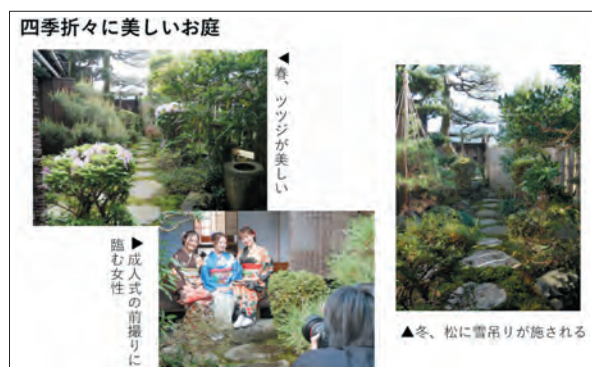 四季折々に美しいお庭
▲春、ツツジが美しい
▲成人式の前撮りに
臨む女性
▲冬、松に雪吊りが施される